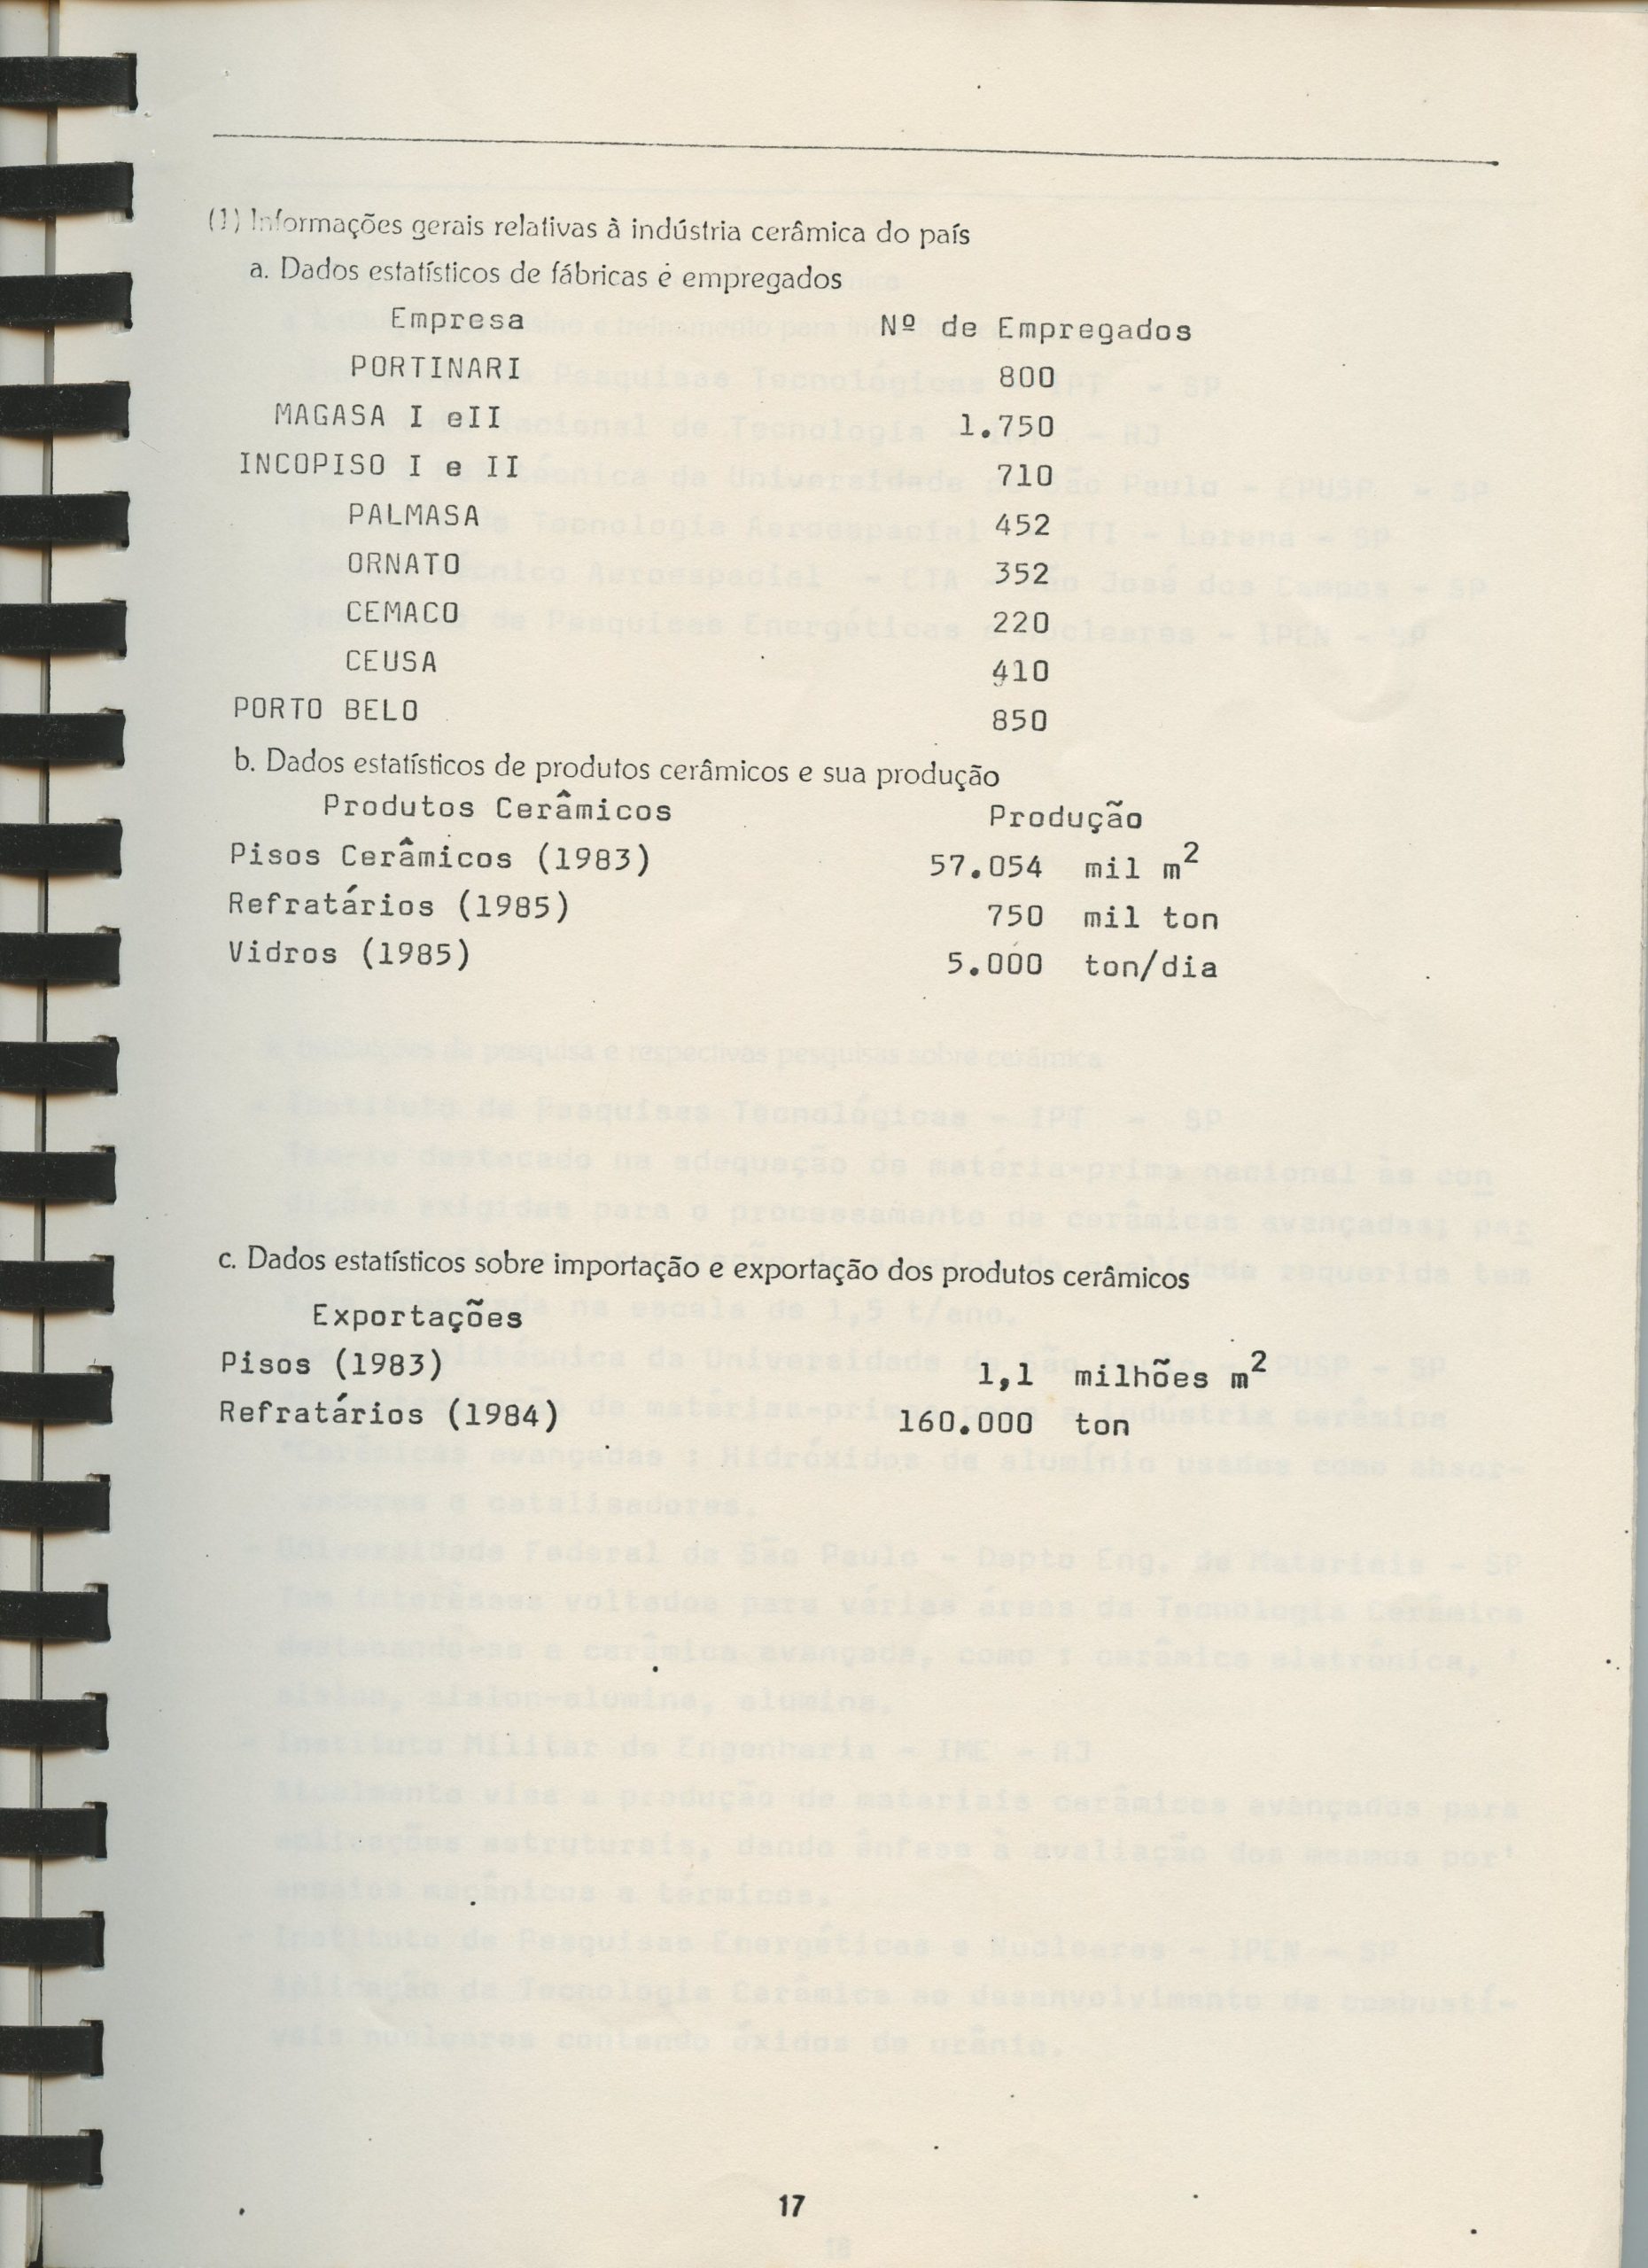 (1) Informações gerais relativas à indústria cerâmica do país
a. Dados estatísticos de fábricas e empregados
Empresa Nº de Empregados
PORTINARI 800
MAGASA I eII 1.750
INCOPISO I e II 710
PALMASA 452
ORNATO 352
CEMACO 220
CEUSA 410
PORTO BELO 850
b. Dados estatísticos de produtos cerâmicos e sua produção
Produtos Cerâmicos Produção
Pisos Cerâmicos (1983) 57.054 mil m²
Refratários (1985) 750 mil ton
Vidros (1985) 5.000 ton/dia
c. Dados estatísticos sobre importação e exportação dos produtos cerâmicos
Exportações
Pisos (1983) 1,1 milhões m²
Refratários (1984) 160.000 ton
17